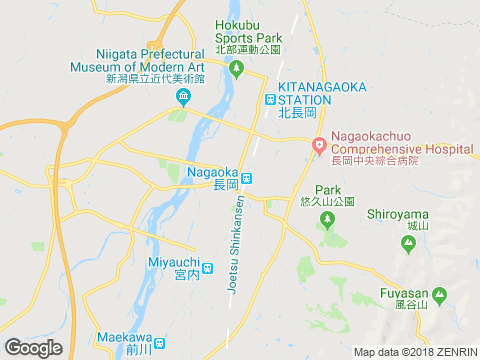 Hokubu
Sports Park
北部運動公園
Niigata Prefectural
Museum of Modern Art
新潟県立近代美術館
KITANAGAOKA
STATION
北長岡
Nagaokachuo
Comprehensive Hospital
長岡中央綜合病院
Nagaoka
長岡
Park
悠久山公園
Joetsu Shinkansen
Shiroyama
城山
Miyauchi
宮内
Fuyasan
風谷山
Maekawa
前川
Google
Map data ©2018 ZENRIN